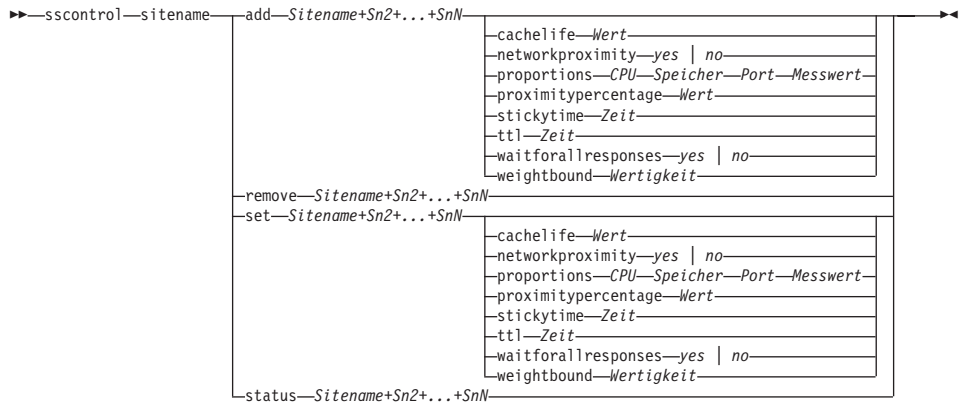 sscontrol sitename add Sitename+Sn2+...+SnN
cachelife Wert
networkproximity yes | no
proportions CPU Speicher Port Messwert
proximitypercentage Wert
stickytime Zeit
ttl Zeit
waitforallresponses yes | no
weightbound Wertigkeit
remove Sitename+Sn2+...+SnN
set Sitename+Sn2+...+SnN
cachelife Wert
networkproximity yes | no
proportions CPU Speicher Port Messwert
proximitypercentage Wert
stickytime Zeit
ttl Zeit
waitforallresponses yes | no
weightbound Wertigkeit
status Sitename+Sn2+...+SnN